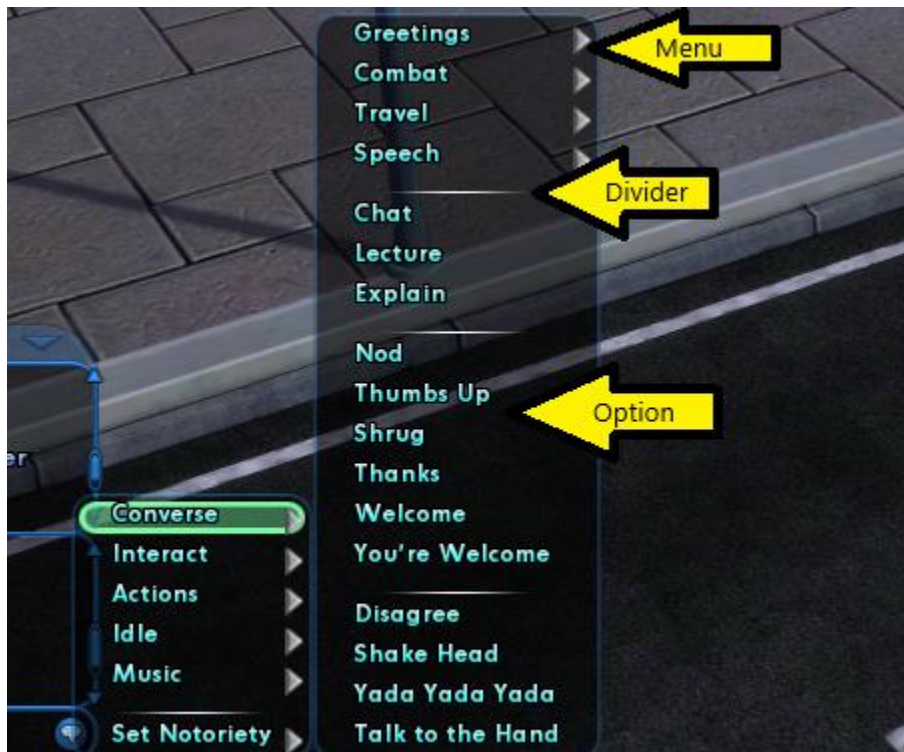 Greetings
Menu
Combat
Travel
Speech
Divider
Chat
Lecture
Explain
Nod
Thumbs Up
Option
Shrug
Thanks
Welcome
You're Welcome
Disagree
Shake Head
Yada Yada Yada
Talk to the Hand
er
Converse
Interact
Actions
Idle
Music
Set Notoriety